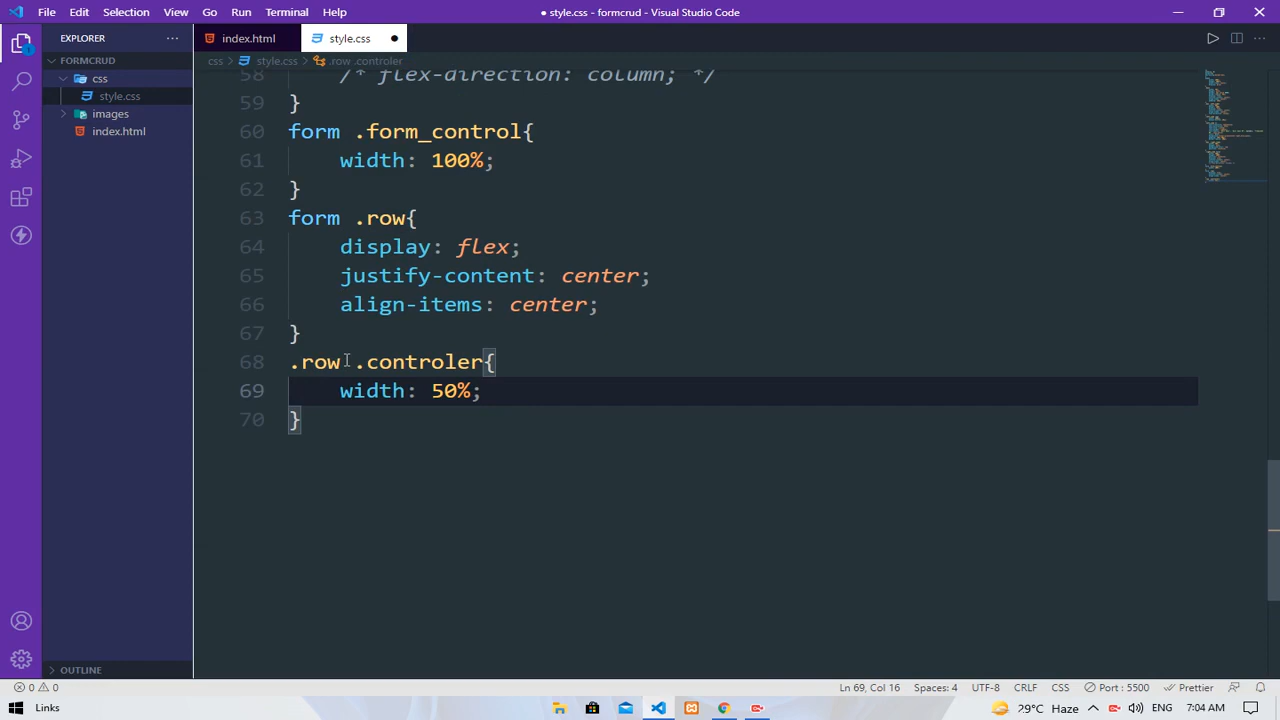 File Edit Selection View Go Run Terminal Help
● style.css - formcrud - Visual Studio Code
EXPLORER
index.html
style.css
FORMCRUD
css
style.css
images
index.html
OUTLINE
css > style.css > .row .controler
58 /* flex-direction: column; */
59 }
60 form .form_control{
61 width: 100%;
62 }
63 form .row{
64 display: flex;
65 justify-content: center;
66 align-items: center;
67 }
68 .row .controler{
69 width: 50%;
70 }
0 0
Ln 69, Col 16 Spaces: 4 UTF-8 CRLF CSS Port : 5500 Prettier
Links
29°C Haze ENG 7:04 AM